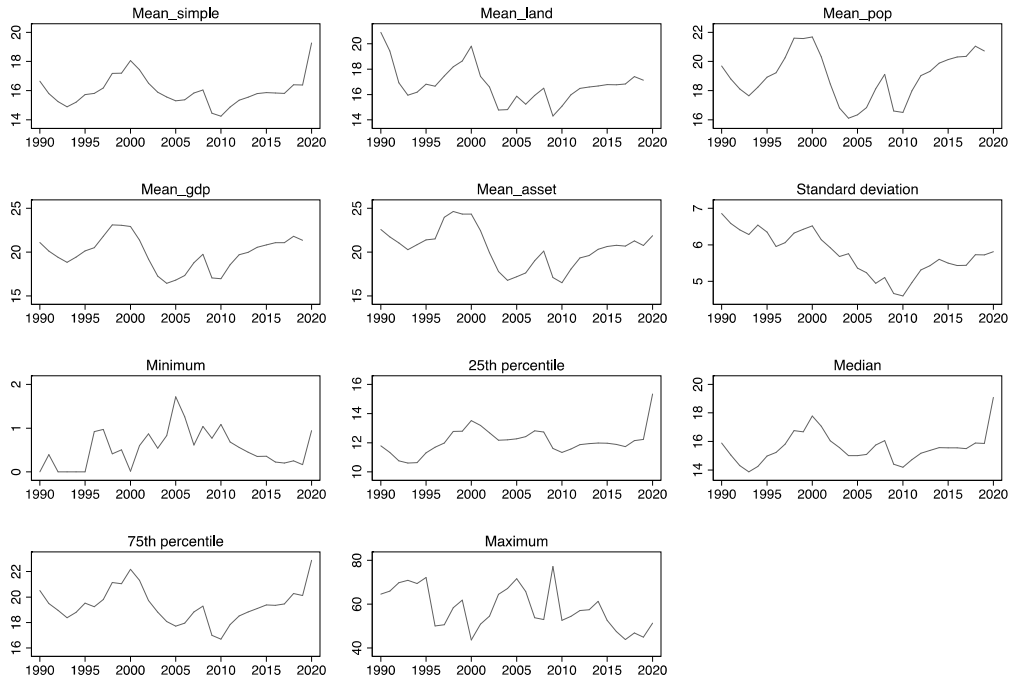 Mean_simple
14 16 18 20
1990 1995 2000 2005 2010 2015 2020
Mean_land
14 16 18 20
1990 1995 2000 2005 2010 2015 2020
Mean_pop
16 18 20 22
1990 1995 2000 2005 2010 2015 2020
Mean_gdp
15 20 25
1990 1995 2000 2005 2010 2015 2020
Mean_asset
15 20 25
1990 1995 2000 2005 2010 2015 2020
Standard deviation
5 6 7
1990 1995 2000 2005 2010 2015 2020
Minimum
0 1 2
1990 1995 2000 2005 2010 2015 2020
25th percentile
10 12 14 16
1990 1995 2000 2005 2010 2015 2020
Median
14 16 18 20
1990 1995 2000 2005 2010 2015 2020
75th percentile
16 18 20 22
1990 1995 2000 2005 2010 2015 2020
Maximum
40 60 80
1990 1995 2000 2005 2010 2015 2020